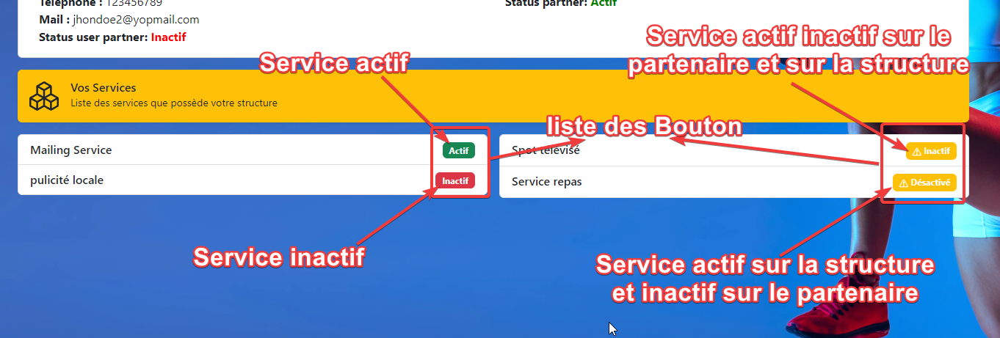 Téléphone : 123456789
Status partner: Actif
Mail : jhondoe2@yopmail.com
Status user partner: Inactif
Service actif inactif sur le
partenaire et sur la structure
Service actif
Vos Services
Liste des services que possède votre structure
liste des Bouton
Mailing Service
Actif
Spot télévisé
Inactif
pulicité locale
Inactif
Service repas
Désactivé
Service inactif
Service actif sur la structure
et inactif sur le partenaire